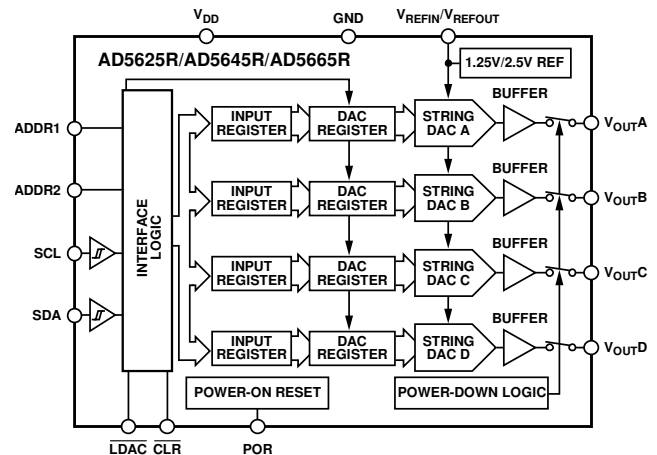 VDD
GND
VREFIN/VREFOUT
AD5625R/AD5645R/AD5665R
1.25V/2.5V REF
BUFFER
ADDR1
INPUT
REGISTER
DAC
REGISTER
STRING
DAC A
VOUTA
ADDR2
INPUT
REGISTER
DAC
REGISTER
STRING
DAC B
BUFFER
VOUTB
INTERFACE
LOGIC
SCL
INPUT
REGISTER
DAC
REGISTER
STRING
DAC C
BUFFER
VOUTC
SDA
INPUT
REGISTER
DAC
REGISTER
STRING
DAC D
BUFFER
VOUTD
POWER-ON RESET
POWER-DOWN LOGIC
LDAC
CLR
POR